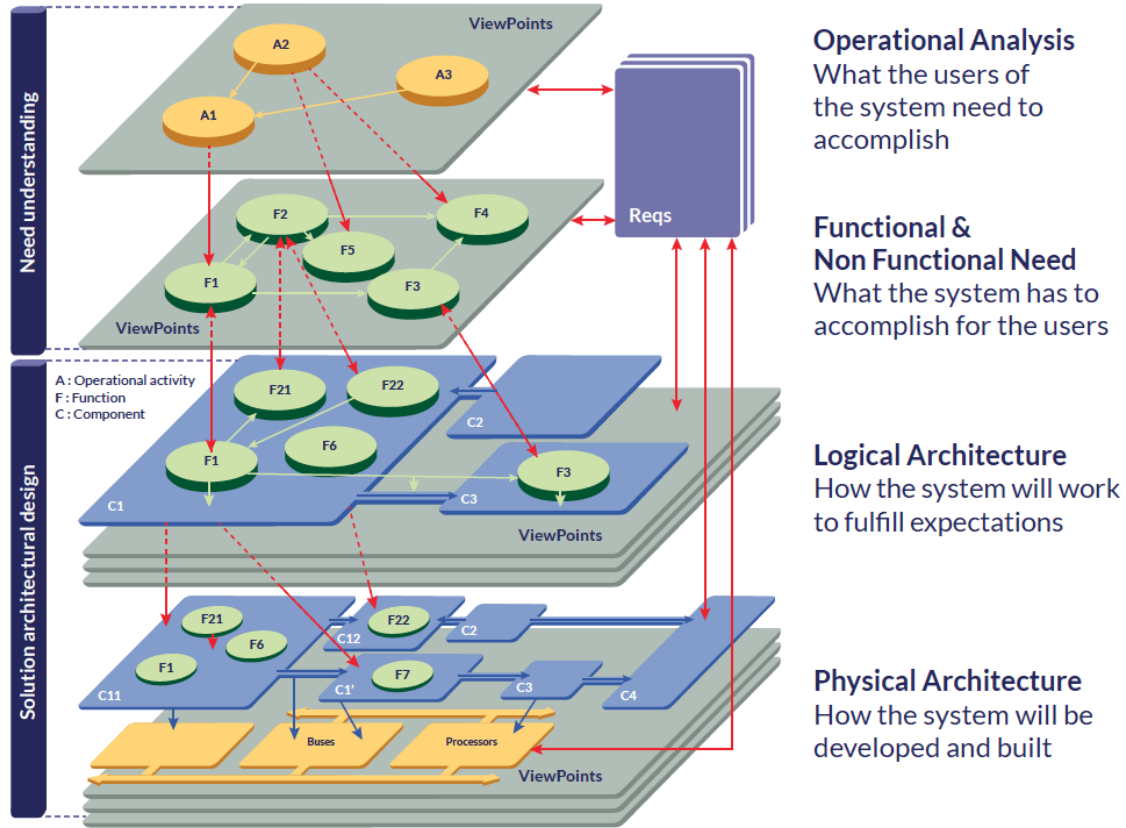 Need understanding
Solution architectural design
ViewPoints
A2
A3
A1
Reqs
F2
F4
F5
F1
F3
ViewPoints
A : Operational activity
F : Function
C : Component
F21
F22
F6
F1
C1
C2
F3
C3
ViewPoints
F21
F6
F1
C11
F22
C12
C2
F7
C1'
C3
C4
Buses
Processors
ViewPoints
Operational Analysis
What the users of
the system need to
accomplish
Functional &
Non Functional Need
What the system has to
accomplish for the users
Logical Architecture
How the system will work
to fulfill expectations
Physical Architecture
How the system will be
developed and built